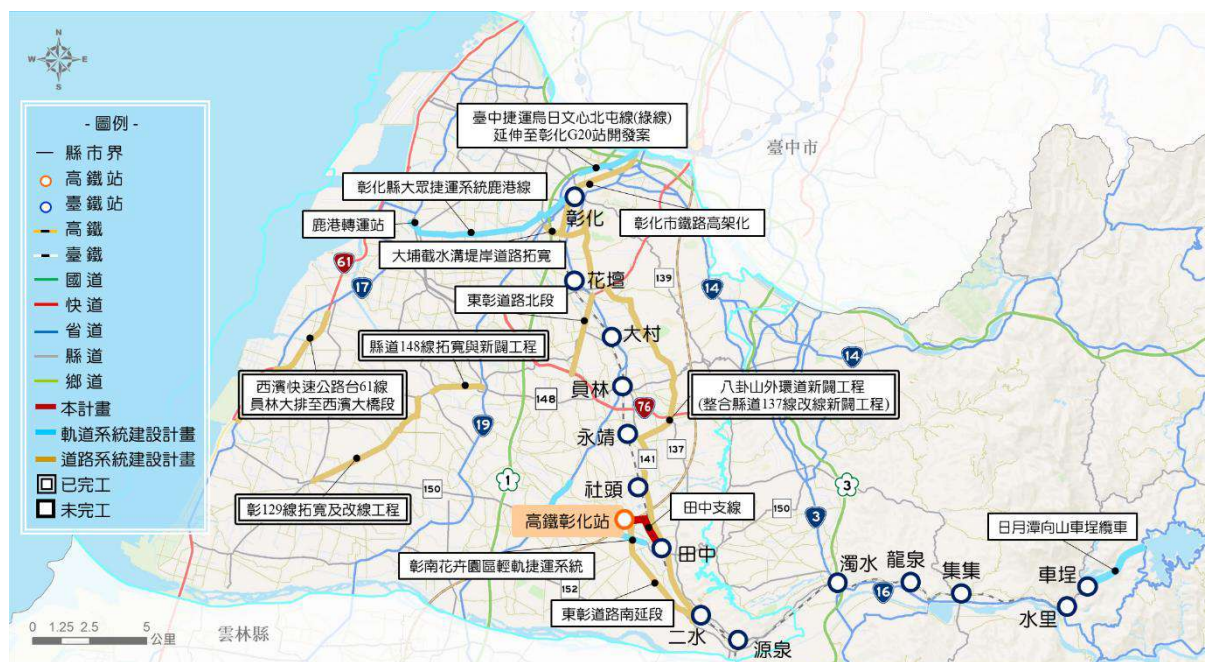 N
W
E
S
- 圖例 -
縣市界
高鐵站
臺鐵站
高鐵
臺鐵
國道
快道
省道
縣道
鄉道
本計畫
軌道系統建設計畫
道路系統建設計畫
已完工
未完工
臺中捷運烏日文心北屯線(綠線)
延伸至彰化G20站開發案
臺中市
彰化縣大眾捷運系統鹿港線
彰化
鹿港轉運站
彰化市鐵路高架化
大埔截水溝堤岸道路拓寬
61
17
139
14
花壇
東彰道路北段
大村
縣道148線拓寬與新闢工程
14
西濱快速公路台61線
員林大排至西濱大橋段
148
員林
76
八卦山外環道新闢工程
(整合縣道137線改線新闢工程)
19
永靖
141
137
150
1
社頭
3
彰129線拓寬及改線工程
田中支線
150
3
高鐵彰化站
日月潭向山車埕纜車
田中
彰南花卉園區輕軌捷運系統
濁水
龍泉
集集
車埕
152
16
東彰道路南延段
水里
二水
源泉
雲林縣
0 1.25 2.5 5
公里